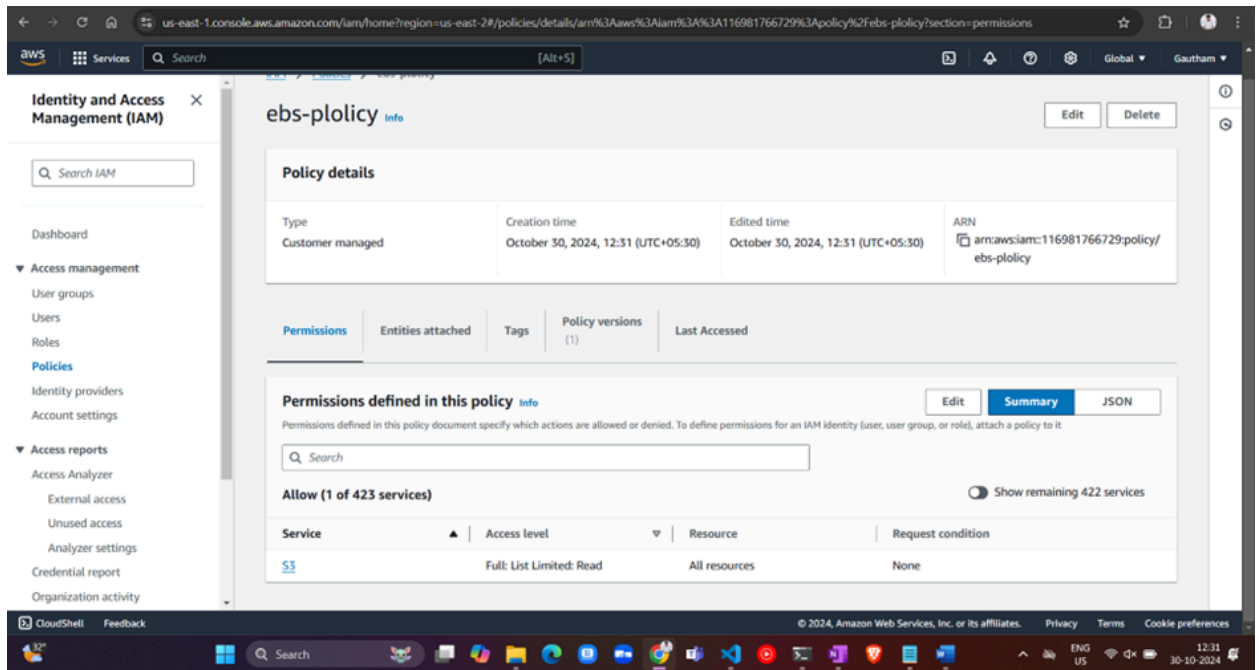 us-east-1.console.aws.amazon.com/iam/home?region=us-east-2#/policies/details/arn%3Aaws%3Aiam%3A%3A116981766729%3Apolicy%2Febs-plolicy?section=permissions
aws Services Search [Alt+S] Global Gautham
IAM > Policies > ebs-plolicy
Identity and Access
Management (IAM)
Search IAM
Dashboard
Access management
User groups
Users
Roles
Policies
Identity providers
Account settings
Access reports
Access Analyzer
External access
Unused access
Analyzer settings
Credential report
Organization activity
ebs-plolicy Info
Edit Delete
Policy details
Type
Customer managed
Creation time
October 30, 2024, 12:31 (UTC+05:30)
Edited time
October 30, 2024, 12:31 (UTC+05:30)
ARN
arn:aws:iam::116981766729:policy/
ebs-plolicy
Permissions Entities attached Tags Policy versions (1) Last Accessed
Permissions defined in this policy Info
Edit Summary JSON
Permissions defined in this policy document specify which actions are allowed or denied. To define permissions for an IAM identity (user, user group, or role), attach a policy to it
Search
Allow (1 of 423 services)
Show remaining 422 services
Service Access level Resource Request condition
S3 Full: List Limited: Read All resources None
CloudShell Feedback © 2024, Amazon Web Services, Inc. or its affiliates. Privacy Terms Cookie preferences
32° Search ENG 12:31
US 30-10-2024